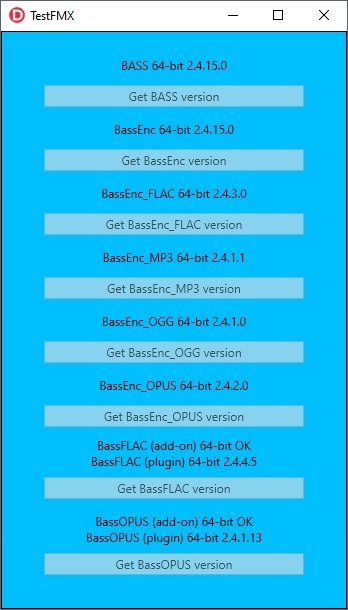 TestFMX
BASS 64-bit 2.4.15.0
Get BASS version
BassEnc 64-bit 2.4.15.0
Get BassEnc version
BassEnc_FLAC 64-bit 2.4.3.0
Get BassEnc_FLAC version
BassEnc_MP3 64-bit 2.4.1.1
Get BassEnc_MP3 version
BassEnc_OGG 64-bit 2.4.1.0
Get BassEnc_OGG version
BassEnc_OPUS 64-bit 2.4.2.0
Get BassEnc_OPUS version
BassFLAC (add-on) 64-bit OK
BassFLAC (plugin) 64-bit 2.4.4.5
Get BassFLAC version
BassOPUS (add-on) 64-bit OK
BassOPUS (plugin) 64-bit 2.4.1.13
Get BassOPUS version